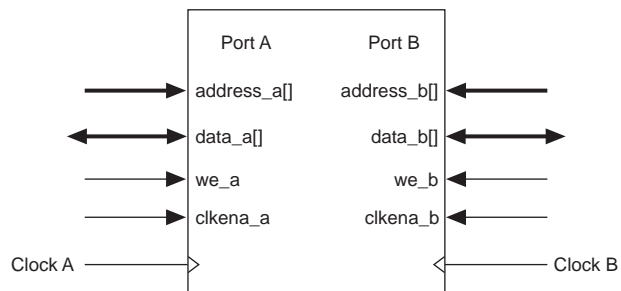 Port A Port B
address_a[] address_b[]
data_a[] data_b[]
we_a we_b
clkena_a clkena_b
Clock A Clock B